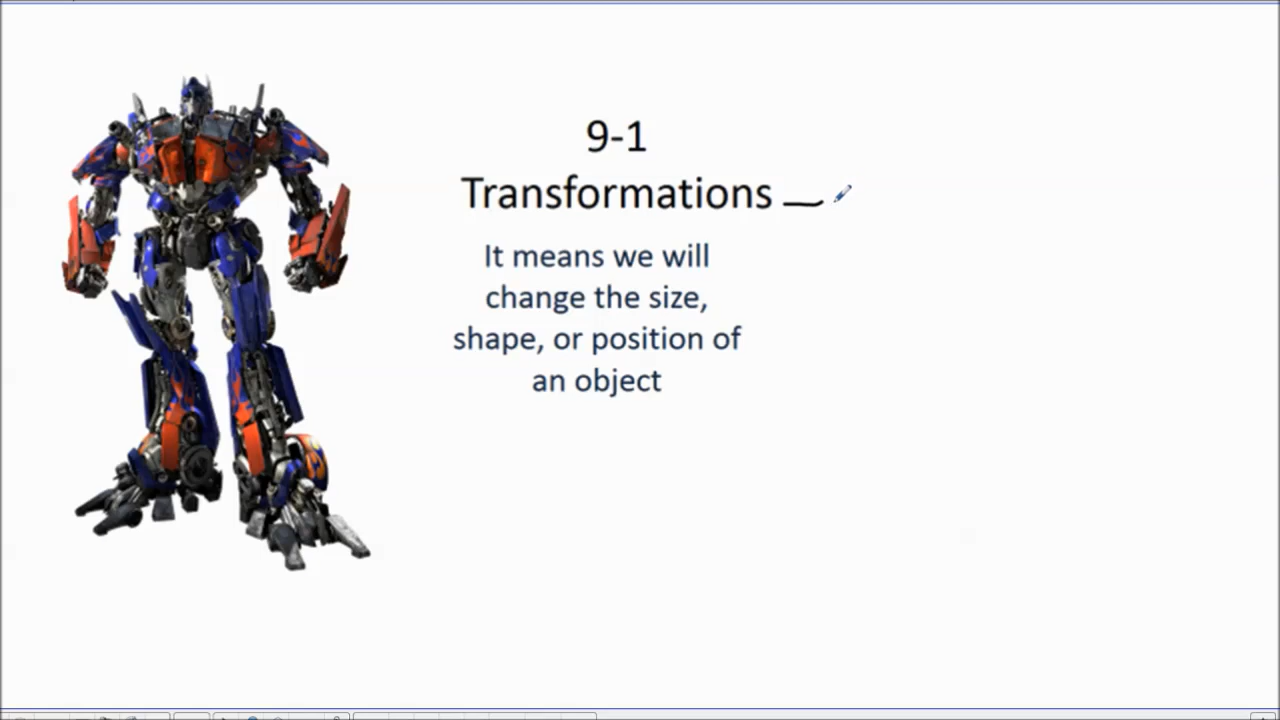 9-1
Transformations
It means we will
change the size,
shape, or position of
an object